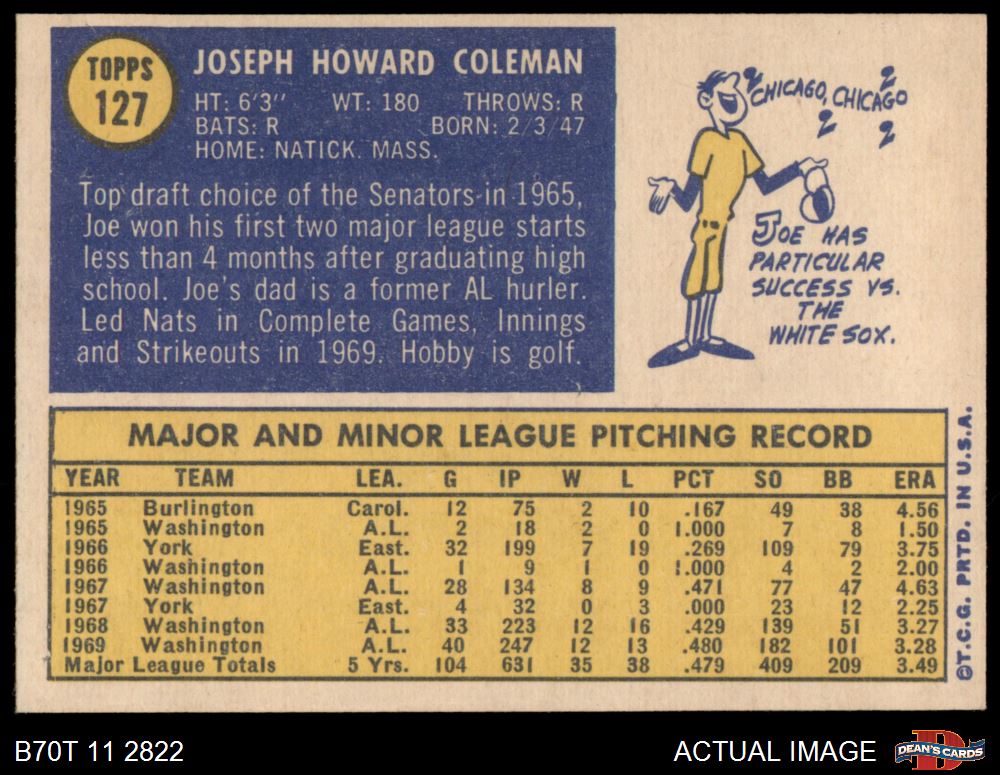 TOPPS
127
JOSEPH HOWARD COLEMAN
HT: 6'3" WT: 180 THROWS: R
BATS: R BORN: 2/3/47
HOME: NATICK. MASS.
Top draft choice of the Senators in 1965,
Joe won his first two major league starts
less than 4 months after graduating high
school. Joe's dad is a former AL hurler.
Led Nats in Complete Games, Innings
and Strikeouts in 1969. Hobby is golf.
CHICAGO, CHICAGO
JOE HAS
PARTICULAR
SUCCESS VS.
THE
WHITE SOX.
MAJOR AND MINOR LEAGUE PITCHING RECORD
YEAR TEAM LEA. G IP W L PCT SO BB ERA
1965 Burlington Carol. 12 75 2 10 .167 49 38 4.56
1965 Washington A.L. 2 18 2 0 1.000 7 8 1.50
1966 York East. 32 199 7 19 .269 109 79 3.75
1966 Washington A.L. 1 9 1 0 1.000 4 2 2.00
1967 Washington A.L. 28 134 8 9 .471 77 47 4.63
1967 York East. 4 32 0 3 .000 23 12 2.25
1968 Washington A.L. 33 223 12 16 .429 139 51 3.27
1969 Washington A.L. 40 247 12 13 .480 182 101 3.28
Major League Totals 5 Yrs. 104 631 35 38 .479 409 209 3.49
©T.C.G. PRTD. IN U.S.A.
B70T 11 2822
ACTUAL IMAGE
DEAN'S CARDS